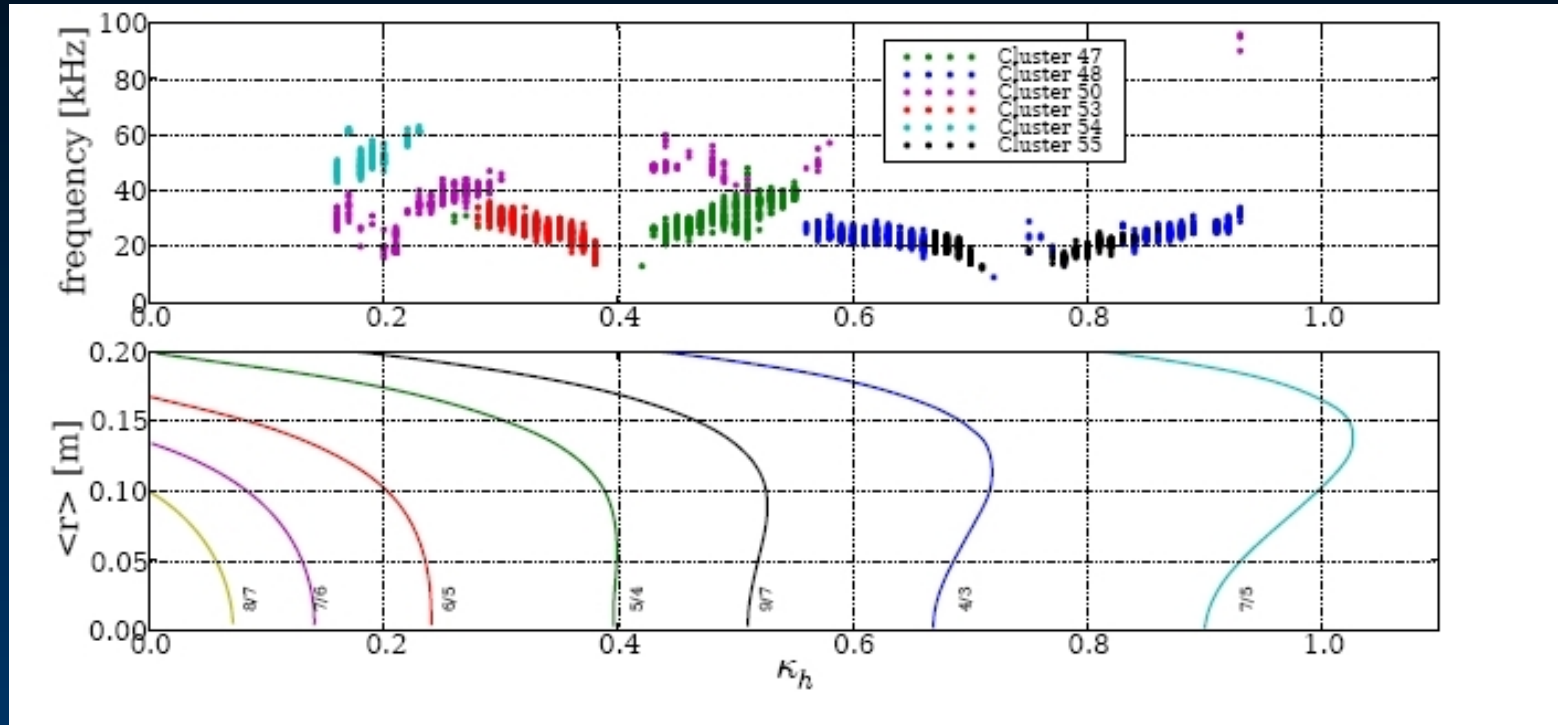 frequency [kHz]
100
80
60
40
20
0
0.0 0.2 0.4 0.6 0.8 1.0
Cluster 47
Cluster 48
Cluster 50
Cluster 53
Cluster 54
Cluster 55
<r> [m]
0.20
0.15
0.10
0.05
0.00
0.0 0.2 0.4 0.6 0.8 1.0
8/7 7/6 6/5 5/4 9/7 4/3 7/5
κh